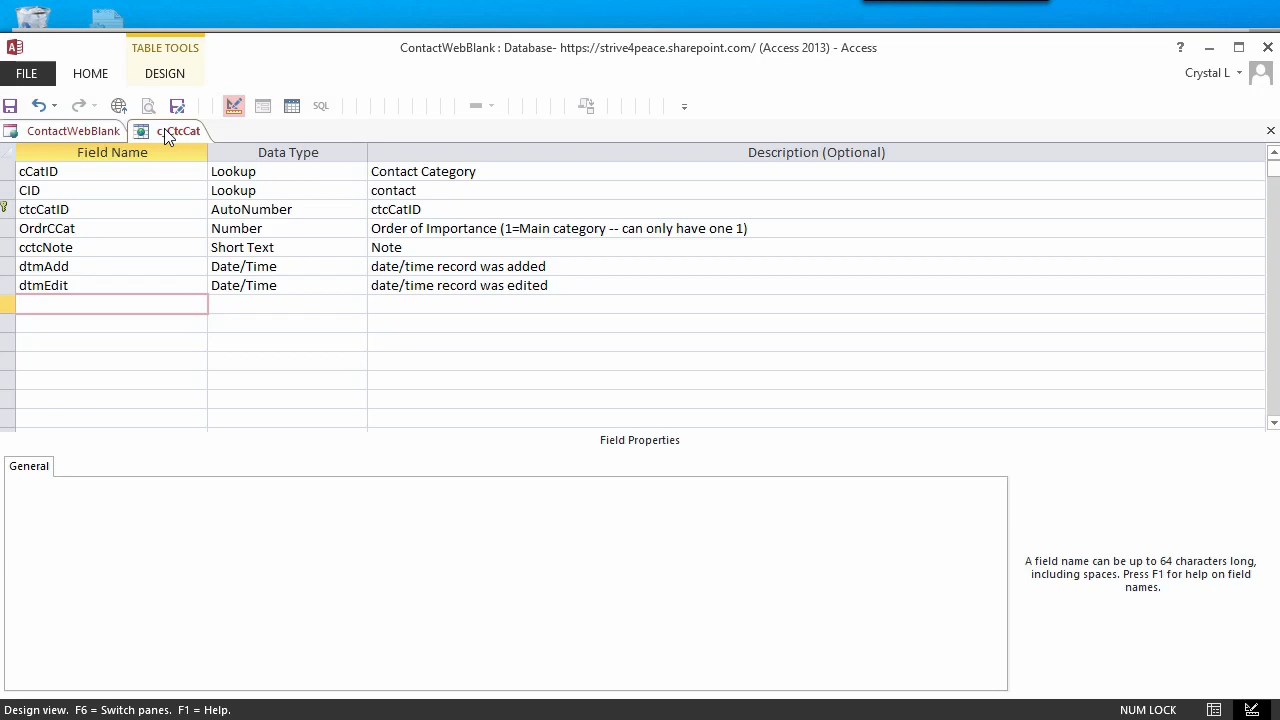 ContactWebBlank : Database- https://strive4peace.sharepoint.com/ (Access 2013) - Access
TABLE TOOLS
FILE HOME DESIGN
Crystal L
SQL
ContactWebBlank
CtcCat
Field Name Data Type Description (Optional)
cCatID Lookup Contact Category
CID Lookup contact
ctcCatID AutoNumber ctcCatID
OrdrCCat Number Order of Importance (1=Main category -- can only have one 1)
cctcNote Short Text Note
dtmAdd Date/Time date/time record was added
dtmEdit Date/Time date/time record was edited
Field Properties
General
A field name can be up to 64 characters long,
including spaces. Press F1 for help on field
names.
Design view. F6 = Switch panes. F1 = Help.
NUM LOCK